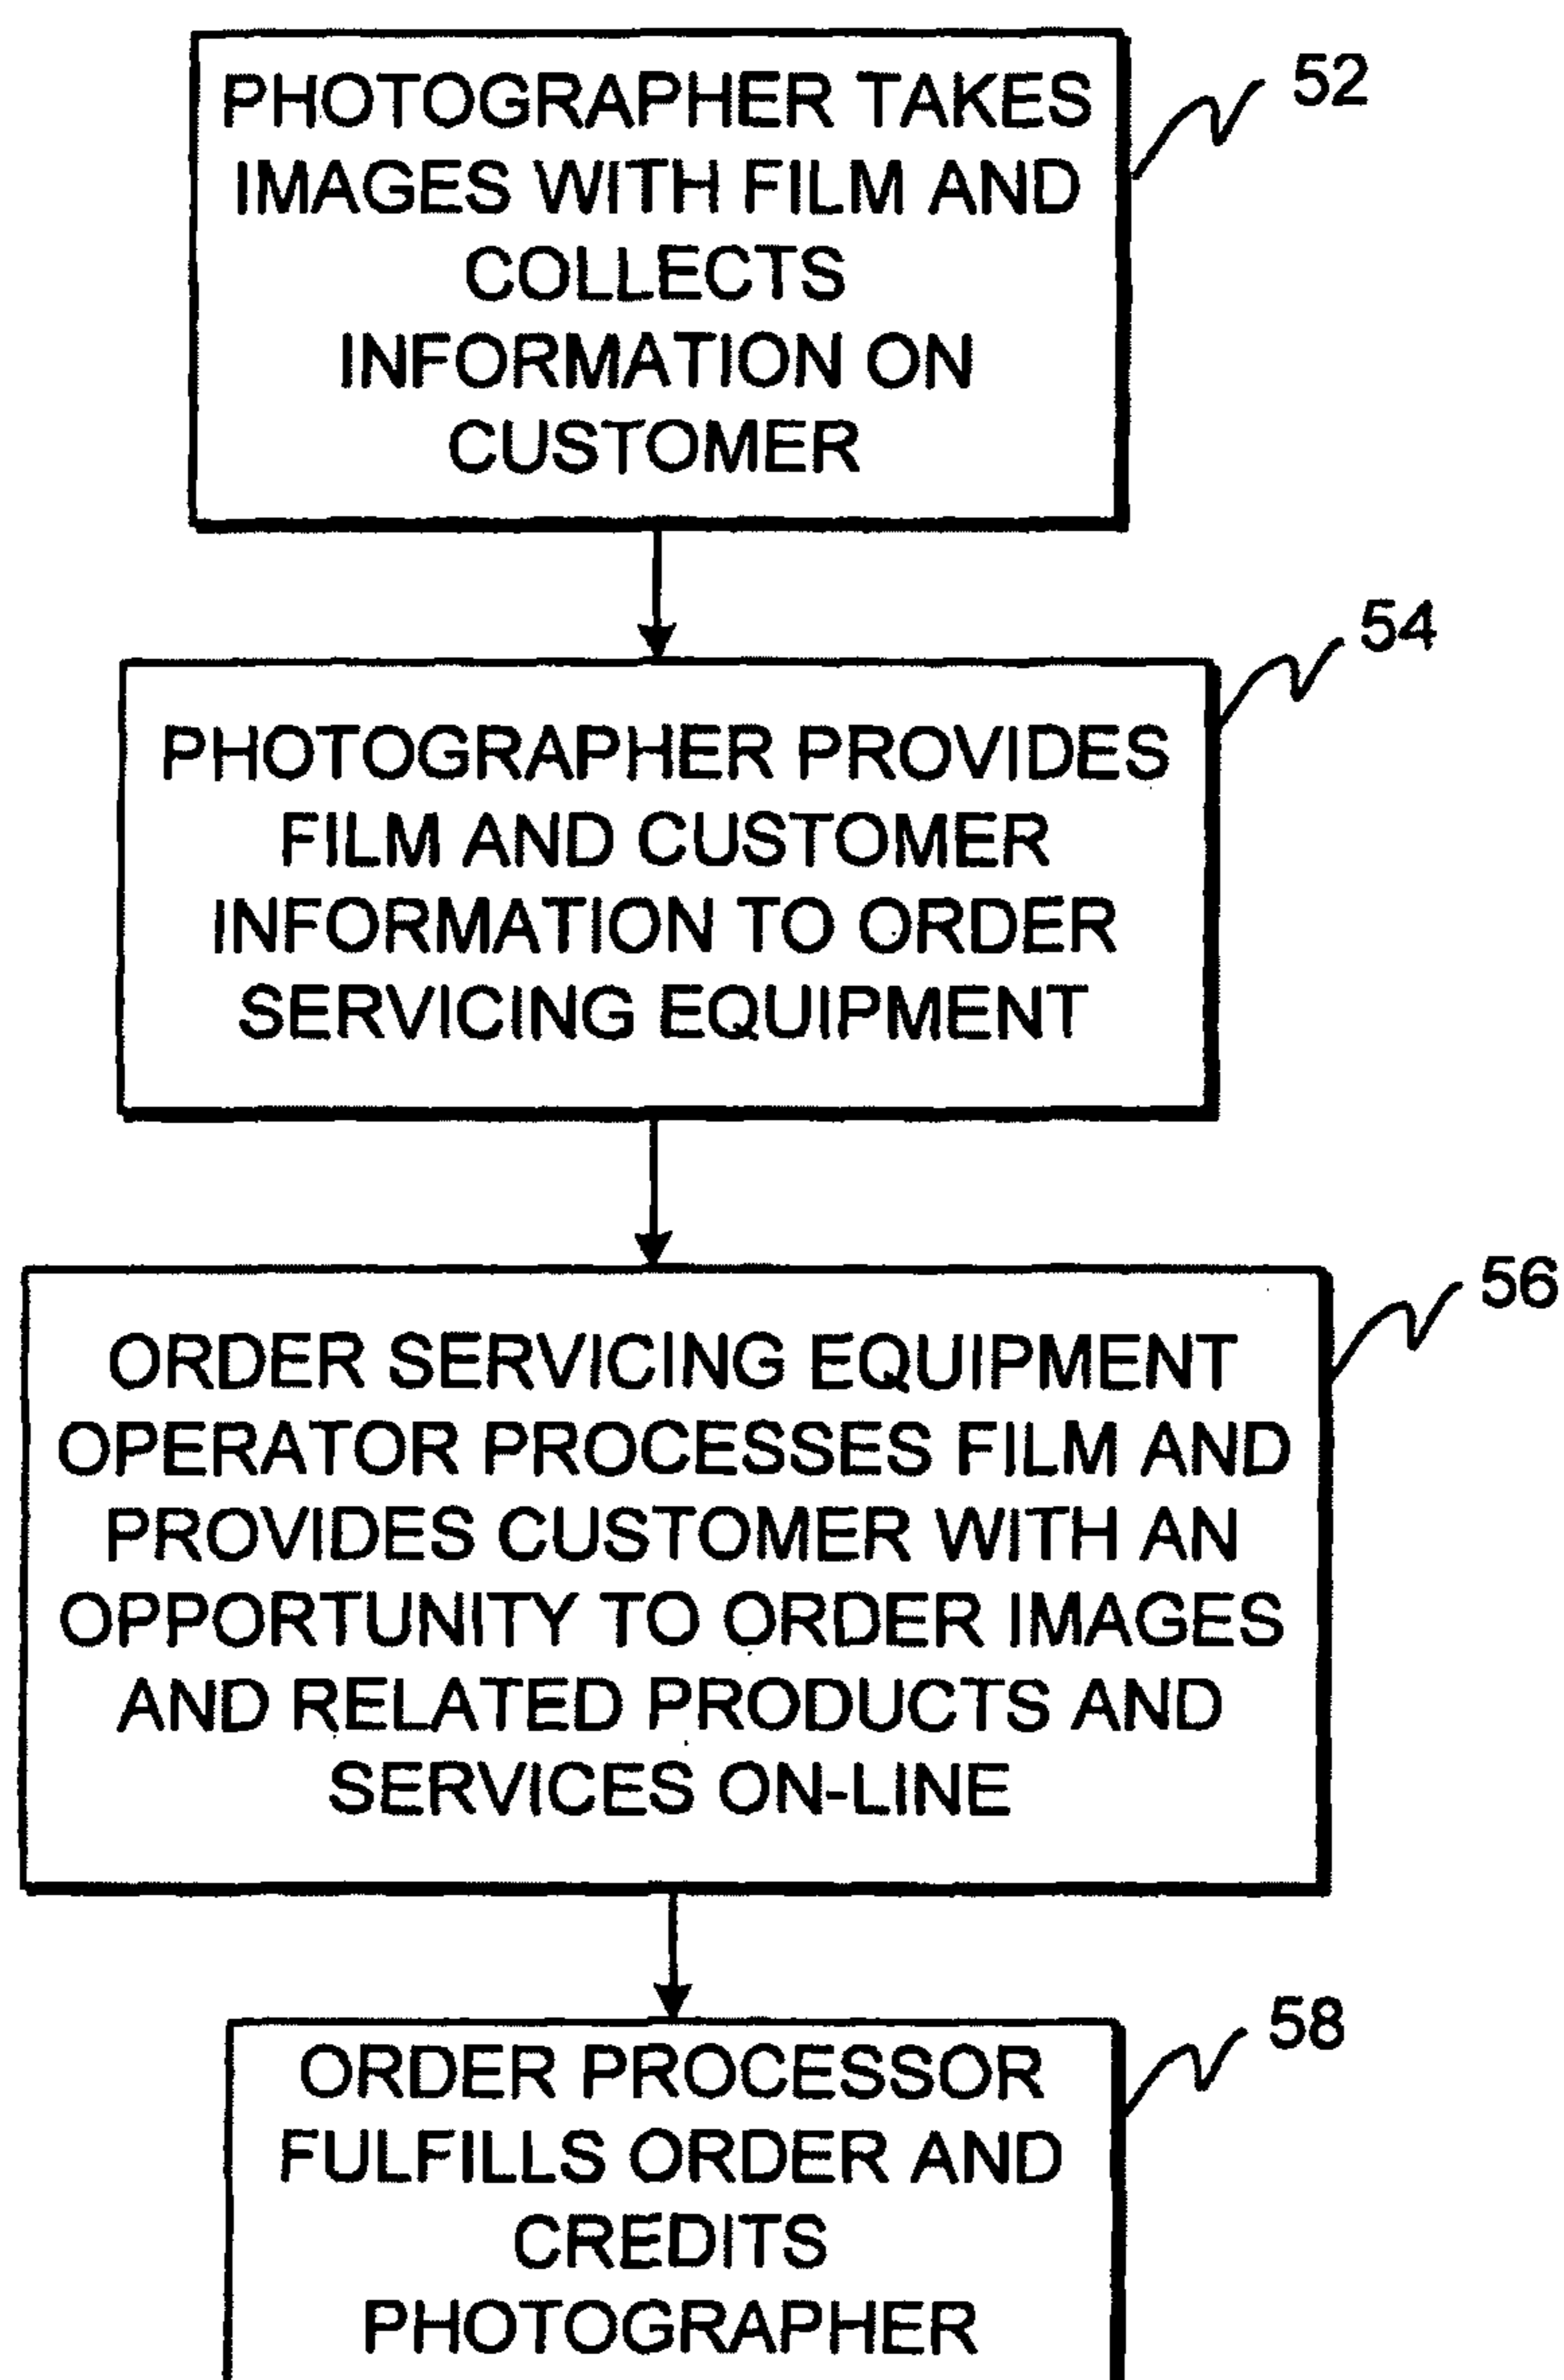 PHOTOGRAPHER TAKES
IMAGES WITH FILM AND
COLLECTS
INFORMATION ON
CUSTOMER
52
PHOTOGRAPHER PROVIDES
FILM AND CUSTOMER
INFORMATION TO ORDER
SERVICING EQUIPMENT
54
ORDER SERVICING EQUIPMENT
OPERATOR PROCESSES FILM AND
PROVIDES CUSTOMER WITH AN
OPPORTUNITY TO ORDER IMAGES
AND RELATED PRODUCTS AND
SERVICES ON-LINE
56
ORDER PROCESSOR
FULFILLS ORDER AND
CREDITS
PHOTOGRAPHER
58